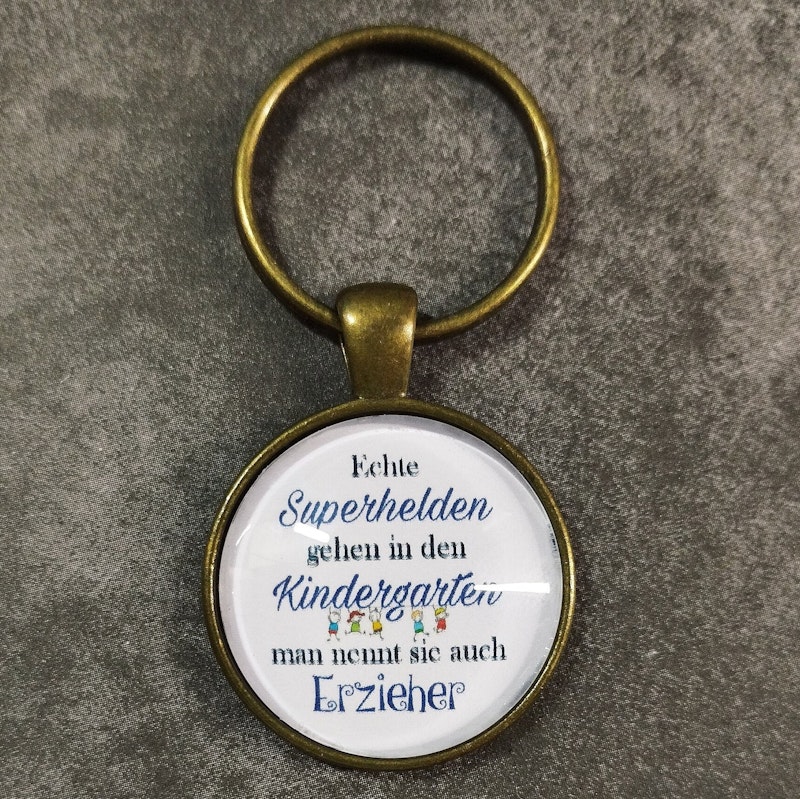 Echte
Superhelden
gehen in den
Kindergarten
man nennt sie auch
Erzieher